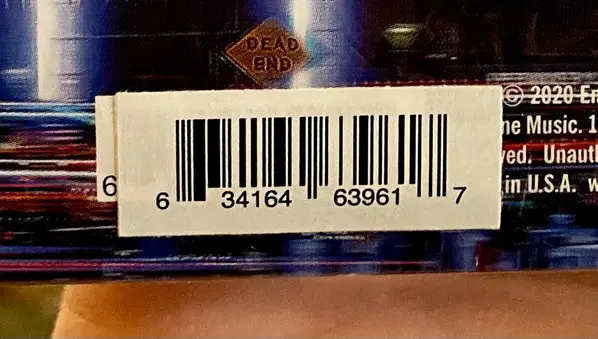 DEAD
END
© 2020 En
ne Music. 1
ved. Unauth
in U.S.A. w
6
6 34164 63961 7